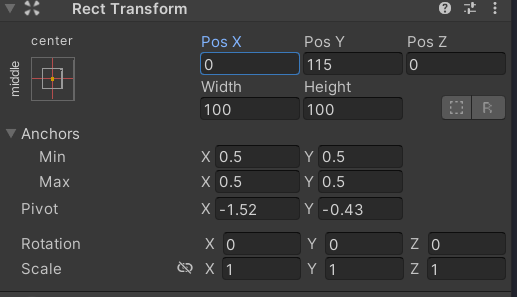 Rect Transform
center
middle
Pos X Pos Y Pos Z
0 115 0
Width Height
100 100
R
Anchors
Min X 0.5 Y 0.5
Max X 0.5 Y 0.5
Pivot X -1.52 Y -0.43
Rotation X 0 Y 0 Z 0
Scale X 1 Y 1 Z 1